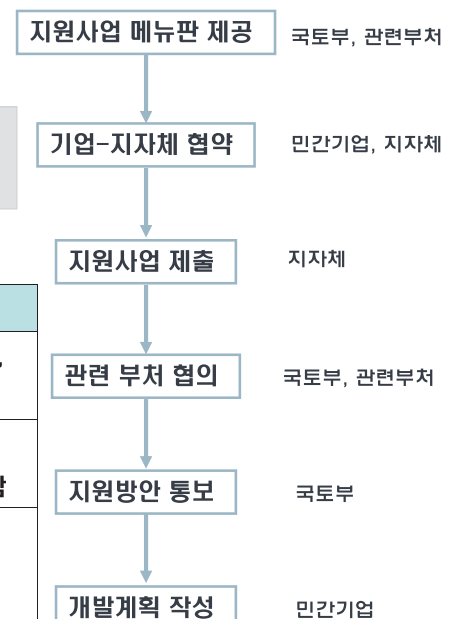 지원사업 메뉴판 제공 국토부, 관련부처
기업-지자체 협약 민간기업, 지자체
지원사업 제출 지자체
관련 부처 협의 국토부, 관련부처
지원방안 통보 국토부
개발계획 작성 민간기업